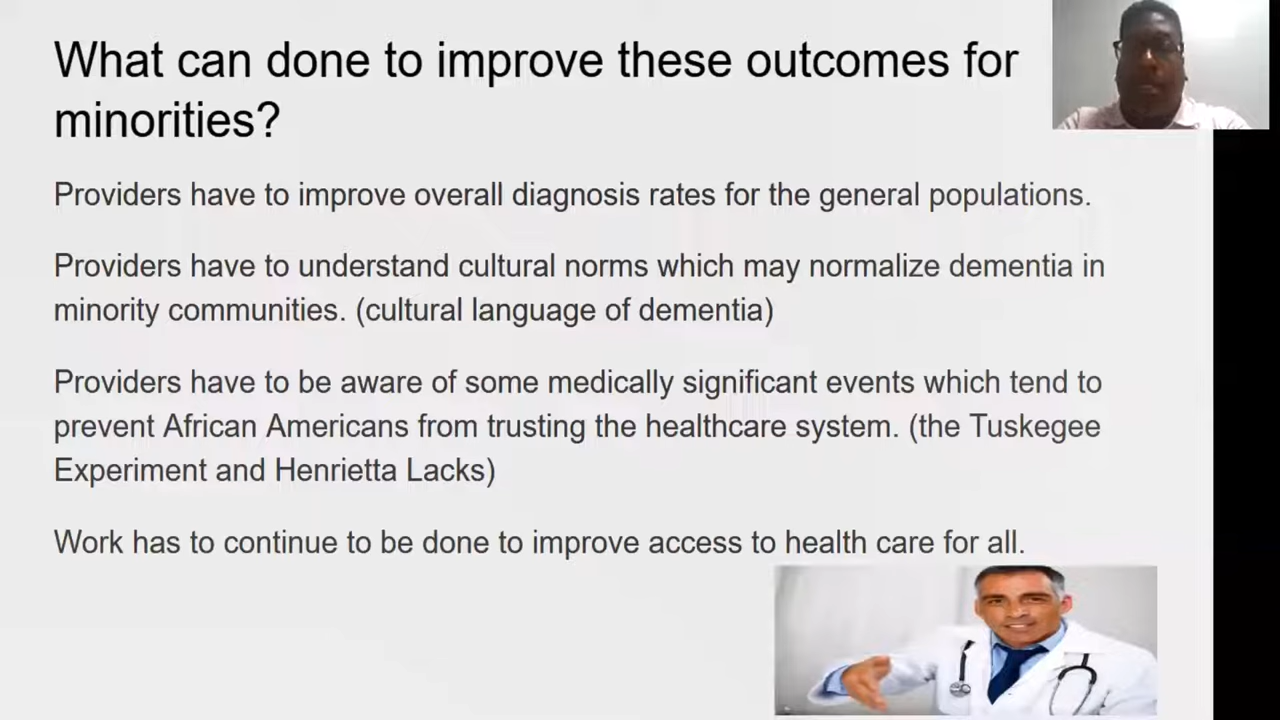 What can done to improve these outcomes for
minorities?
Providers have to improve overall diagnosis rates for the general populations.
Providers have to understand cultural norms which may normalize dementia in
minority communities. (cultural language of dementia)
Providers have to be aware of some medically significant events which tend to
prevent African Americans from trusting the healthcare system. (the Tuskegee
Experiment and Henrietta Lacks)
Work has to continue to be done to improve access to health care for all.